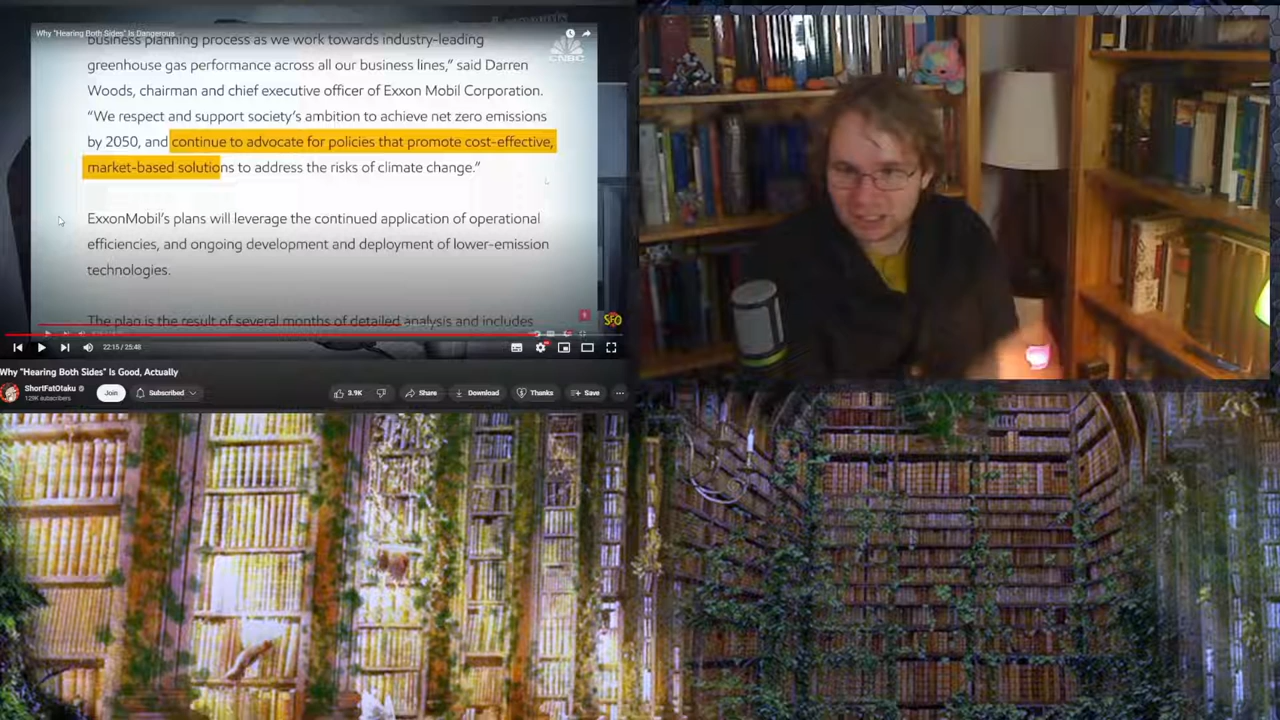 Why "Hearing Both Sides" Is Dangerous
business planning process as we work towards industry-leading
CNBC
greenhouse gas performance across all our business lines,” said Darren
Woods, chairman and chief executive officer of Exxon Mobil Corporation.
“We respect and support society’s ambition to achieve net zero emissions
by 2050, and continue to advocate for policies that promote cost-effective,
market-based solutions to address the risks of climate change.”
ExxonMobil’s plans will leverage the continued application of operational
efficiencies, and ongoing development and deployment of lower-emission
technologies.
The plan is the result of several months of detailed analysis and includes
SFO
22:15 / 25:48
Why "Hearing Both Sides" Is Good, Actually
ShortFatOtaku
129K subscribers
Join
Subscribed
3.9K
Share
Download
Thanks
Save